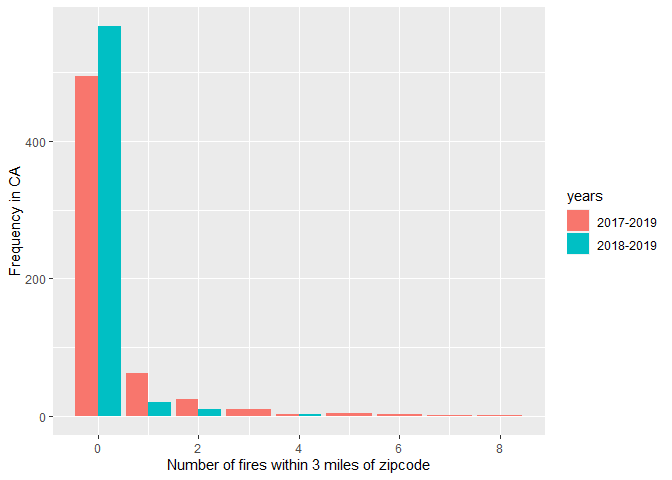 400
200
0
Frequency in CA
0 2 4 6 8
Number of fires within 3 miles of zipcode
years
2017-2019
2018-2019